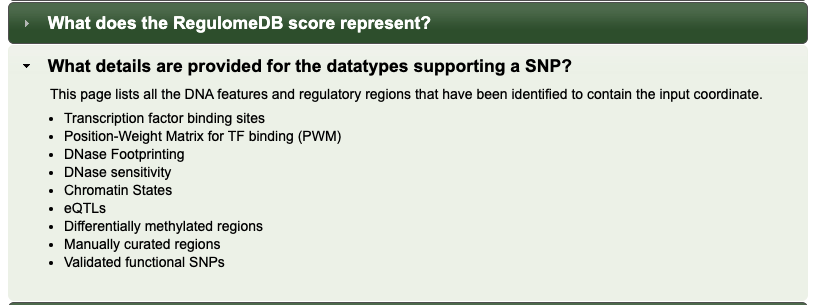 What does the RegulomeDB score represent?
What details are provided for the datatypes supporting a SNP?
This page lists all the DNA features and regulatory regions that have been identified to contain the input coordinate.
Transcription factor binding sites
Position-Weight Matrix for TF binding (PWM)
DNase Footprinting
DNase sensitivity
Chromatin States
eQTLs
Differentially methylated regions
Manually curated regions
Validated functional SNPs